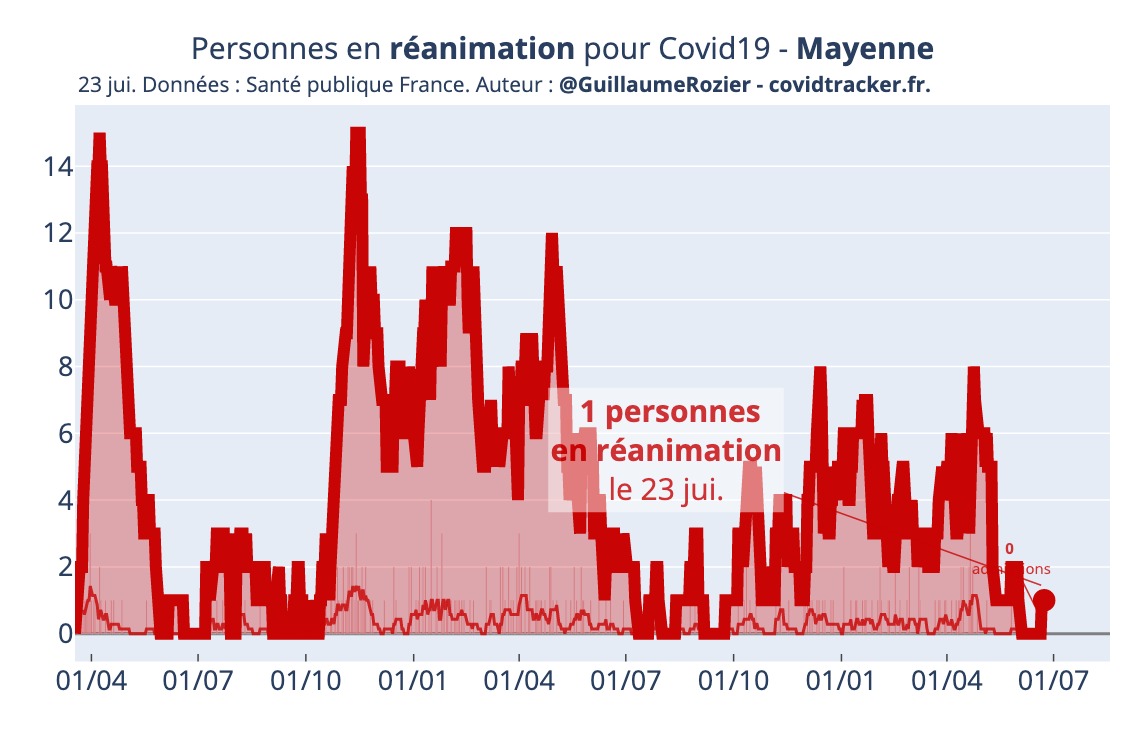 Personnes en réanimation pour Covid19 - Mayenne
23 jui. Données : Santé publique France. Auteur : @GuillaumeRozier - covidtracker.fr.
14
12
10
8
6
4
2
0
1 personnes
en réanimation
le 23 jui.
0
admissions
01/04 01/07 01/10 01/01 01/04 01/07 01/10 01/01 01/04 01/07